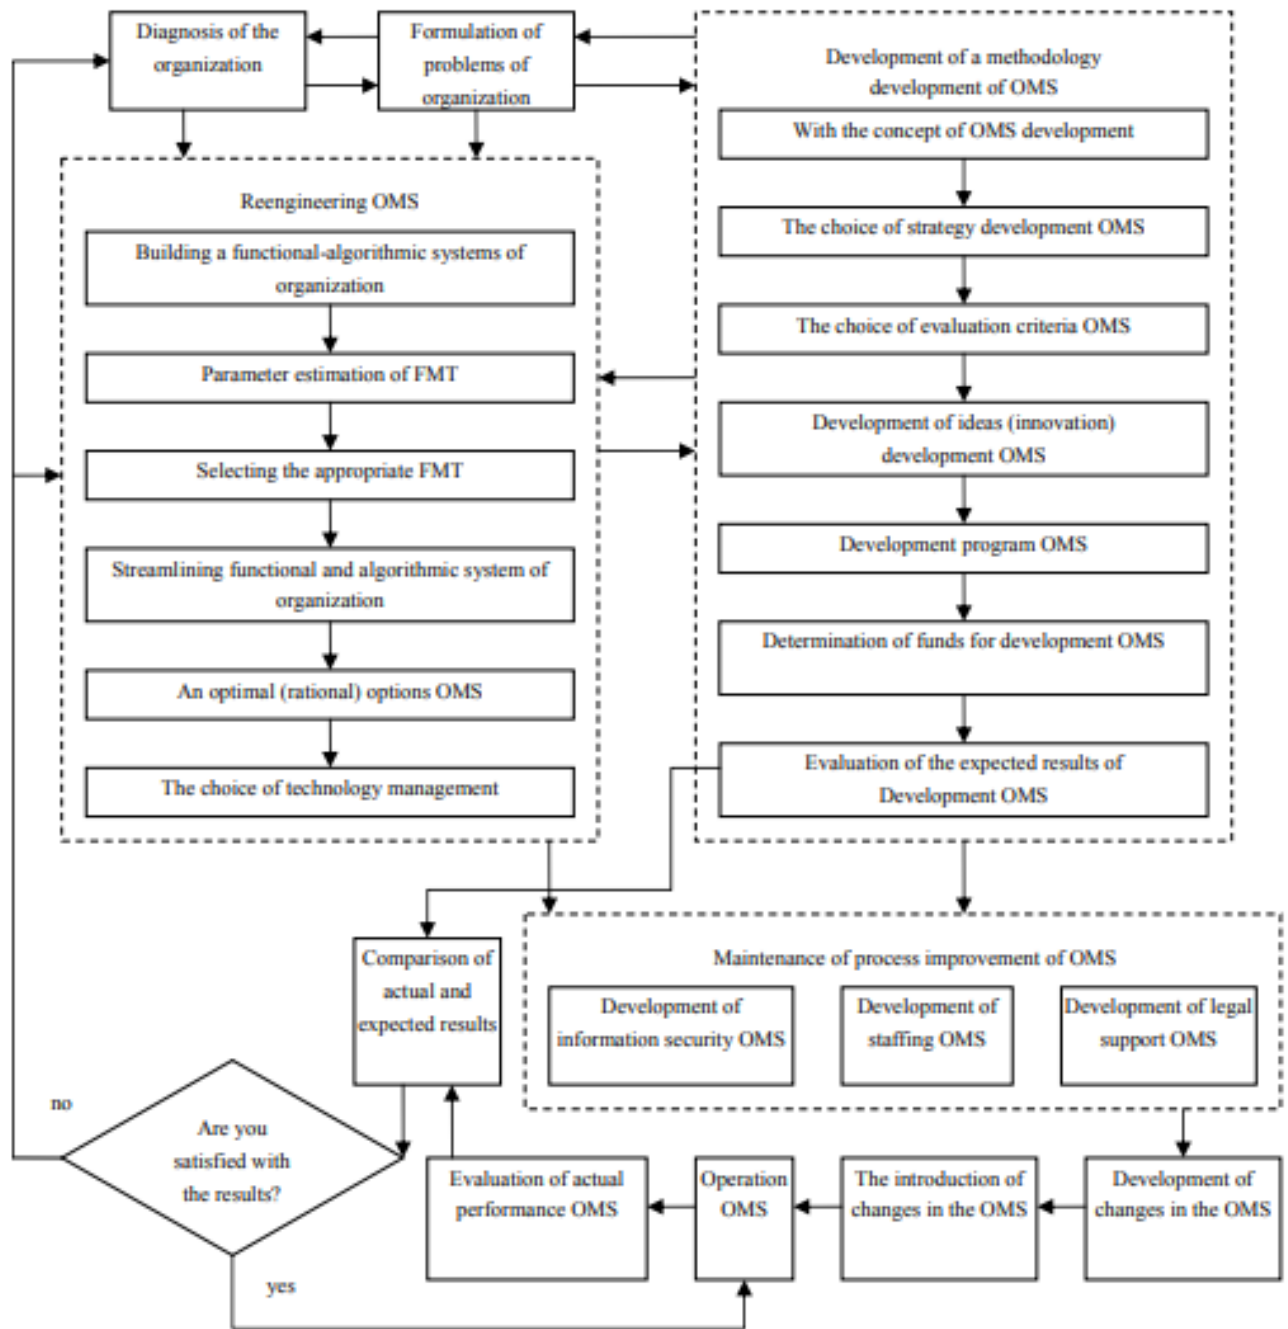 Diagnosis of the
organization
Formulation of
problems of
organization
Development of a methodology
development of OMS
With the concept of OMS development
The choice of strategy development OMS
The choice of evaluation criteria OMS
Development of ideas (innovation)
development OMS
Development program OMS
Determination of funds for development OMS
Evaluation of the expected results of
Development OMS
Reengineering OMS
Building a functional-algorithmic systems of
organization
Parameter estimation of FMT
Selecting the appropriate FMT
Streamlining functional and algorithmic system of
organization
An optimal (rational) options OMS
The choice of technology management
Comparison of
actual and
expected results
Maintenance of process improvement of OMS
Development of
information security OMS
Development of
staffing OMS
Development of legal
support OMS
no
Are you
satisfied with
the results?
yes
Evaluation of actual
performance OMS
Operation
OMS
The introduction of
changes in the OMS
Development of
changes in the OMS